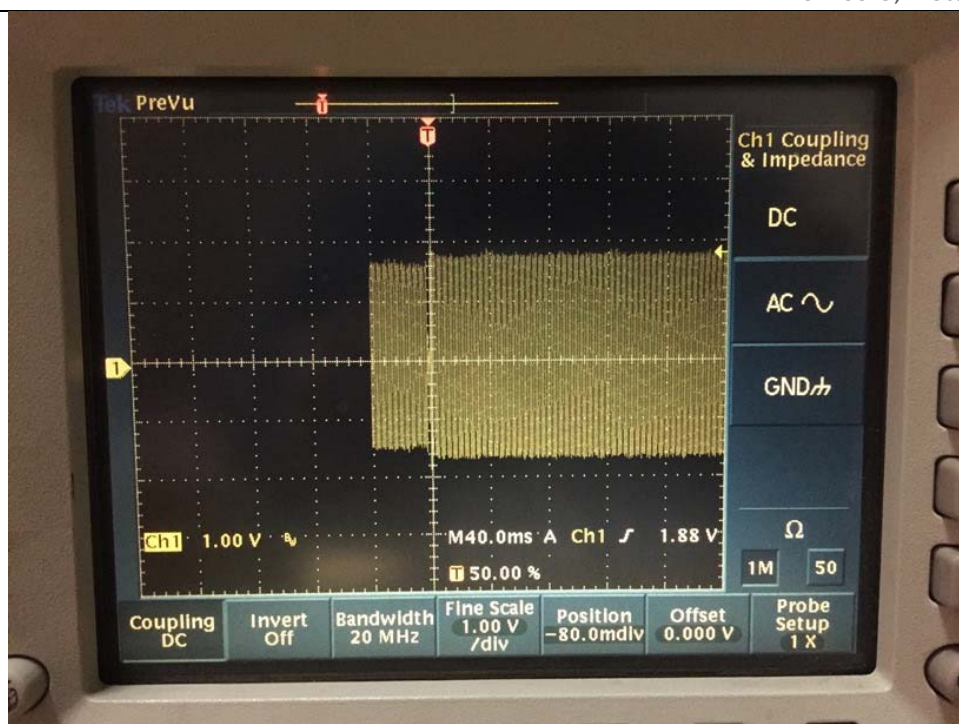 Tek PreVu
T
T
Ch1 Coupling
& Impedance
DC
AC
GND
1
Ch1 1.00 V BW
M40.0ms A Ch1 1.88 V
T 50.00 %
Ω
1M 50
Coupling
DC
Invert
Off
Bandwidth
20 MHz
Fine Scale
1.00 V
/div
Position
-80.0mdiv
Offset
0.000 V
Probe
Setup
1 X